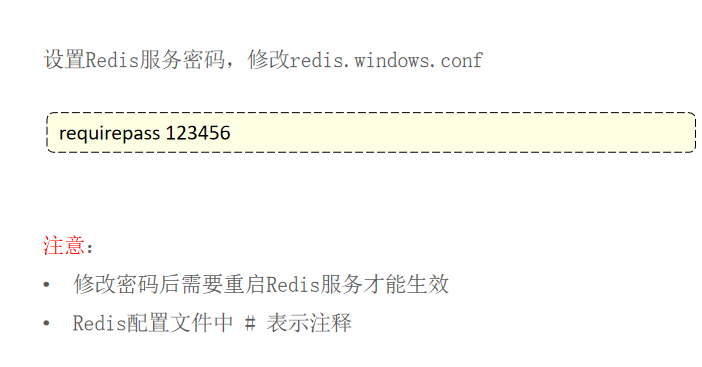 设置Redis服务密码，修改redis.windows.conf
requirepass 123456
注意：
• 修改密码后需要重启Redis服务才能生效
• Redis配置文件中 # 表示注释